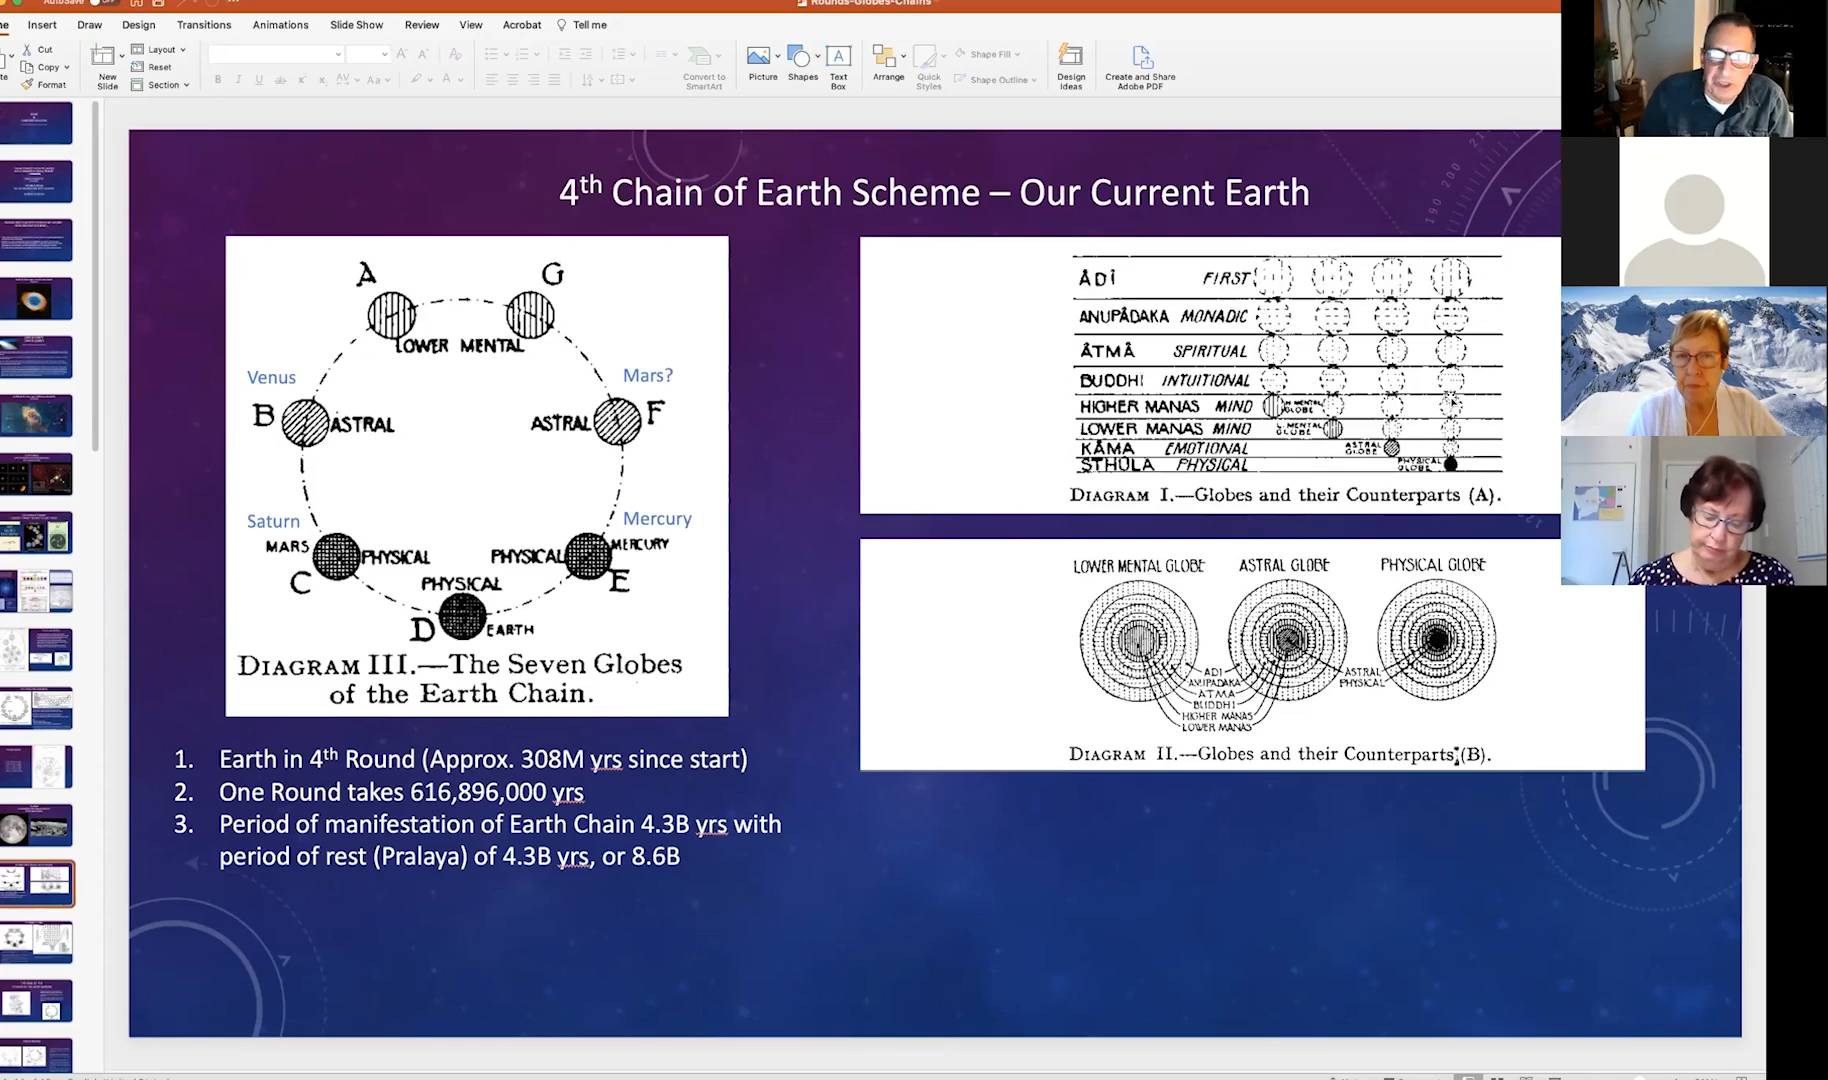 AutoSave
OFF
Rounds-Globes-Chains
Insert
Draw
Design
Transitions
Animations
Slide Show
Review
View
Acrobat
Tell me
Cut
Copy
Format
New
Slide
Layout
Reset
Section
Convert to
SmartArt
Picture
Shapes
Text
Box
Arrange
Quick
Styles
Shape Fill
Shape Outline
Design
Ideas
Create and Share
Adobe PDF
4th Chain of Earth Scheme – Our Current Earth
A
G
LOWER MENTAL
Venus
Mars?
B
ASTRAL
ASTRAL
F
Saturn
Mercury
MARS
PHYSICAL
PHYSICAL
MERCURY
C
PHYSICAL
E
D
EARTH
DIAGRAM III.—The Seven Globes
of the Earth Chain.
1. Earth in 4th Round (Approx. 308M yrs since start)
2. One Round takes 616,896,000 yrs
3. Period of manifestation of Earth Chain 4.3B yrs with
period of rest (Pralaya) of 4.3B yrs, or 8.6B
ÂDI FIRST
ANUPÂDAKA MONADIC
ÂTMÂ SPIRITUAL
BUDDHI INTUITIONAL
HIGHER MANAS MIND
LOWER MANAS MIND
KÂMA EMOTIONAL
STHULA PHYSICAL
H MENTAL
GLOBE
L MENTAL
GLOBE
ASTRAL
GLOBE
PHYSICAL
GLOBE
DIAGRAM I.—Globes and their Counterparts (A).
LOWER MENTAL GLOBE
ASTRAL GLOBE
PHYSICAL GLOBE
ADI
ANUPADAKA
ATMA
BUDDHI
HIGHER MANAS
LOWER MANAS
ASTRAL
PHYSICAL
DIAGRAM II.—Globes and their Counterparts (B).
190 200 210